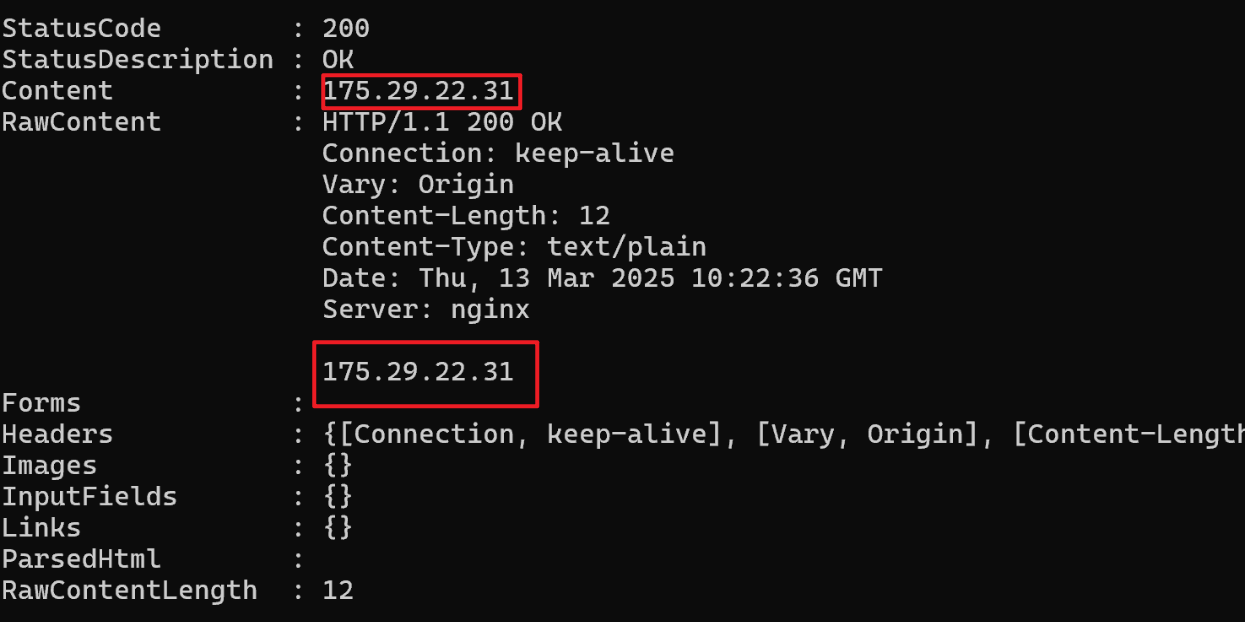 StatusCode        : 200
StatusDescription : OK
Content           : 175.29.22.31
RawContent        : HTTP/1.1 200 OK
                    Connection: keep-alive
                    Vary: Origin
                    Content-Length: 12
                    Content-Type: text/plain
                    Date: Thu, 13 Mar 2025 10:22:36 GMT
                    Server: nginx

                    175.29.22.31
Forms             :
Headers           : {[Connection, keep-alive], [Vary, Origin], [Content-Length
Images            : {}
InputFields       : {}
Links             : {}
ParsedHtml        :
RawContentLength  : 12